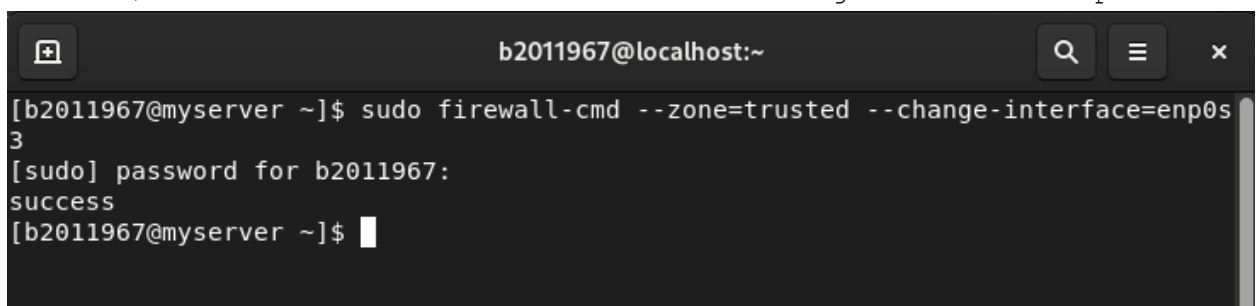 b2011967@localhost:~
[b2011967@myserver ~]$ sudo firewall-cmd --zone=trusted --change-interface=enp0s
3
[sudo] password for b2011967:
success
[b2011967@myserver ~]$